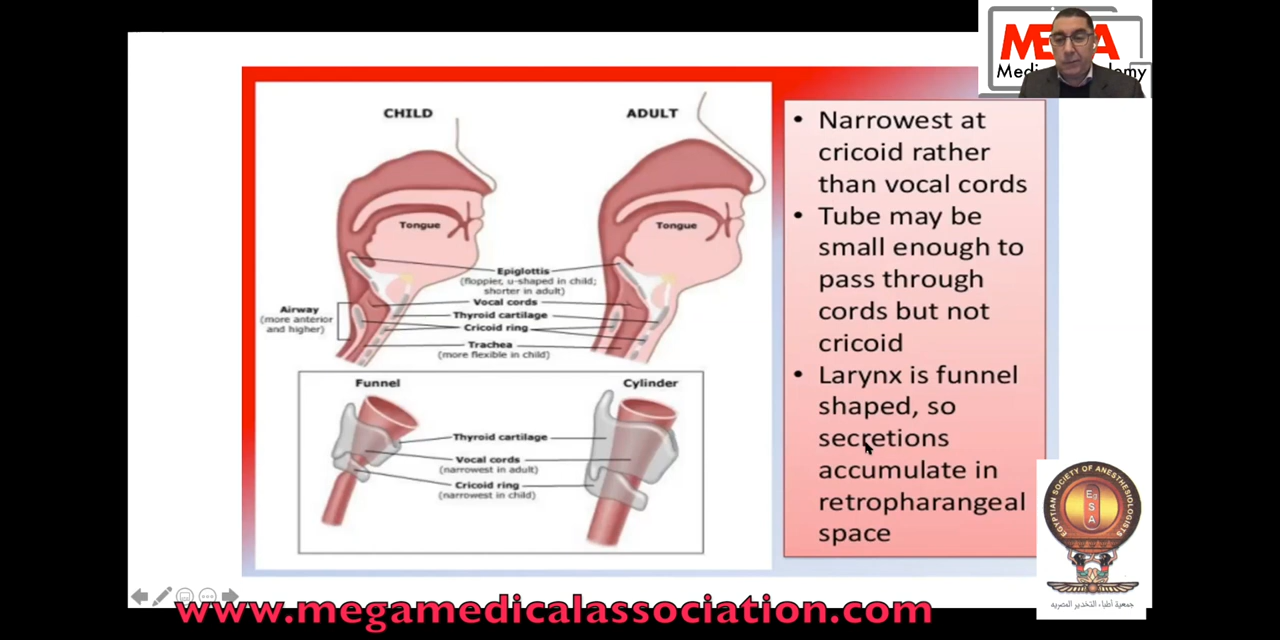 MEGA
CHILD
ADULT
Tongue
Tongue
Epiglottis
(floppier, u-shaped in child;
shorter in adult)
Airway
(more anterior
and higher)
Vocal cords
Thyroid cartilage
Cricoid ring
Trachea
(more flexible in child)
Funnel
Cylinder
Thyroid cartilage
Vocal cords
(narrowest in adult)
Cricoid ring
(narrowest in child)
• Narrowest at
cricoid rather
than vocal cords
• Tube may be
small enough to
pass through
cords but not
cricoid
• Larynx is funnel
shaped, so
secretions
accumulate in
retropharangeal
space
EGYPTIAN SOCIETY OF ANESTHESIOLOGISTS
E
S
A
جمعية أطباء التخدير المصريه
www.megamedicalassociation.com